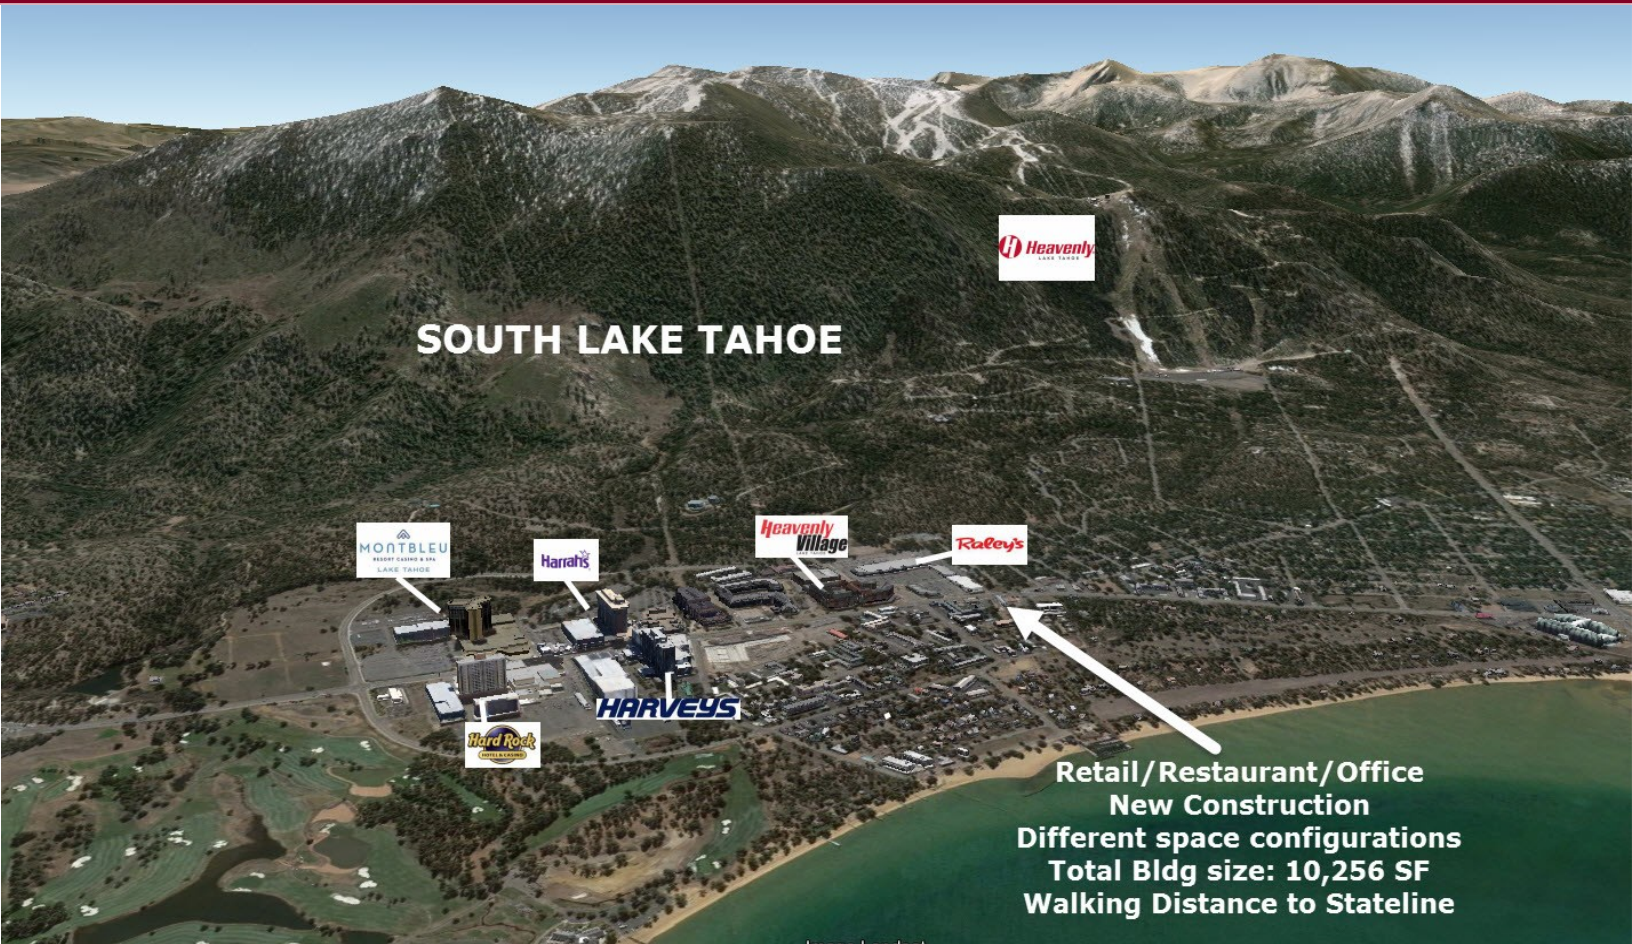 Heavenly
LAKE TAHOE
SOUTH LAKE TAHOE
MONTBLEU
RESORT CASINO & SPA
LAKE TAHOE
Harrah's
Heavenly
Village
LAKE TAHOE
Raley's
HARVEYS
Hard Rock
HOTEL & CASINO
Retail/Restaurant/Office
New Construction
Different space configurations
Total Bldg size: 10,256 SF
Walking Distance to Stateline